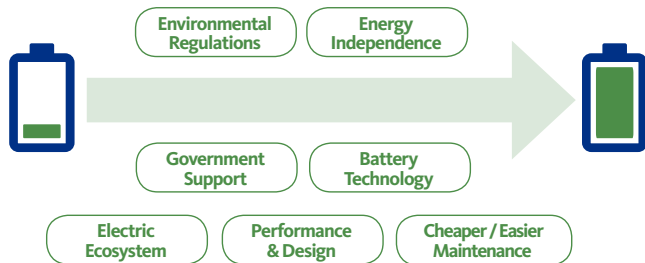 Environmental
Regulations
Energy
Independence
Government
Support
Battery
Technology
Electric
Ecosystem
Performance
& Design
Cheaper / Easier
Maintenance